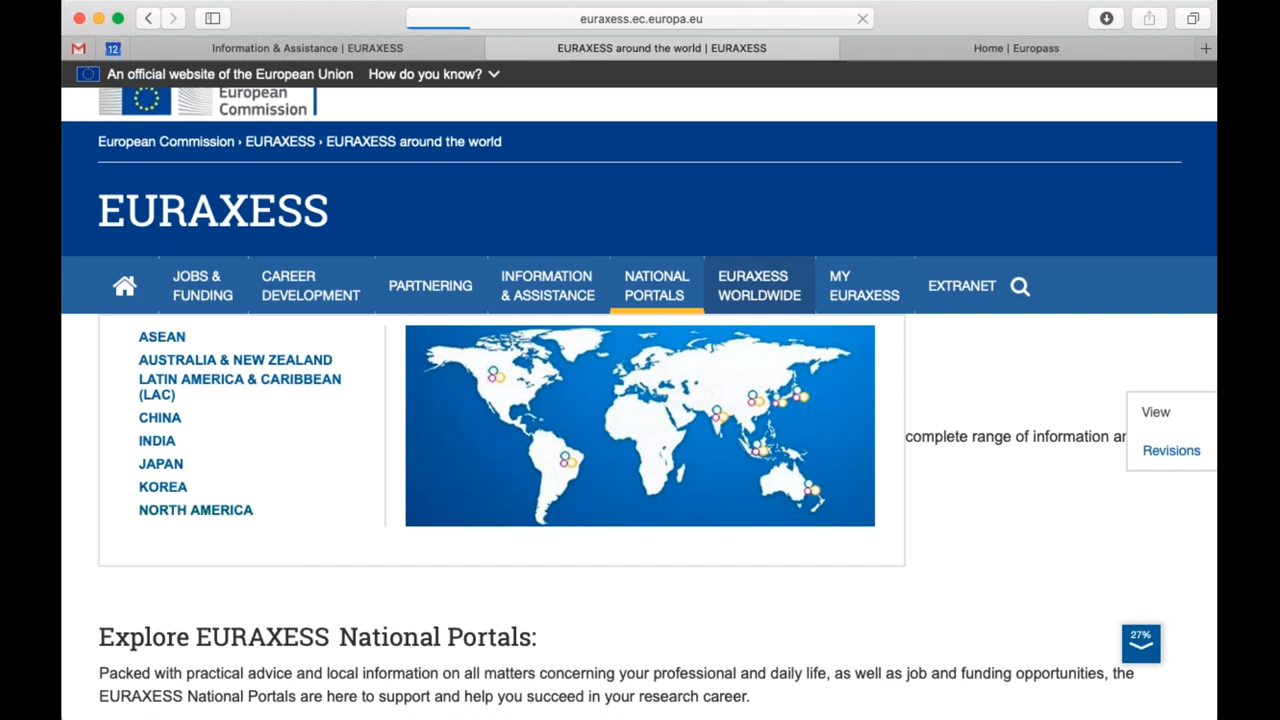 euraxess.ec.europa.eu
12
Information & Assistance | EURAXESS
EURAXESS around the world | EURAXESS
Home | Europass
An official website of the European Union How do you know?
European
Commission
European Commission › EURAXESS › EURAXESS around the world
EURAXESS
JOBS &
FUNDING
CAREER
DEVELOPMENT
PARTNERING
INFORMATION
& ASSISTANCE
NATIONAL
PORTALS
EURAXESS
WORLDWIDE
MY
EURAXESS
EXTRANET
ASEAN
AUSTRALIA & NEW ZEALAND
LATIN AMERICA & CARIBBEAN
(LAC)
CHINA
INDIA
JAPAN
KOREA
NORTH AMERICA
complete range of information ar
View
Revisions
Explore EURAXESS National Portals:
27%
Packed with practical advice and local information on all matters concerning your professional and daily life, as well as job and funding opportunities, the
EURAXESS National Portals are here to support and help you succeed in your research career.